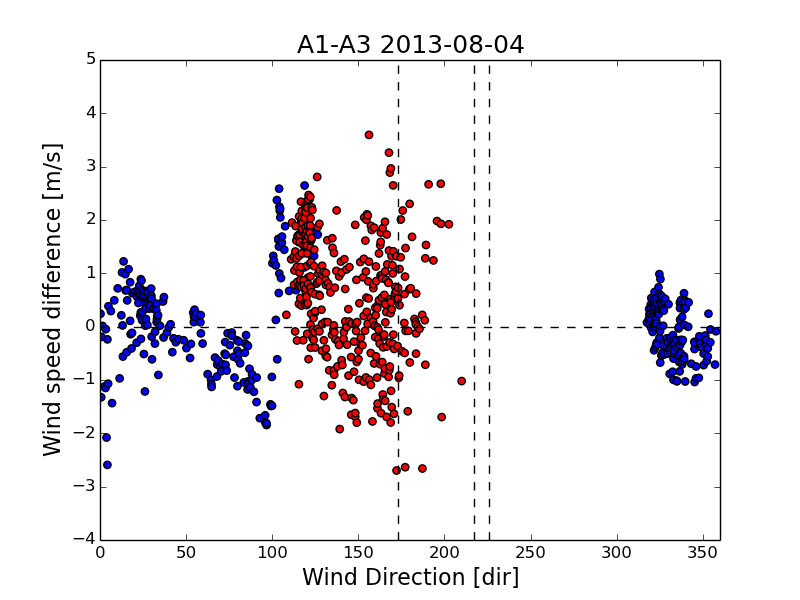 A1-A3 2013-08-04
5
4
3
2
1
0
−1
−2
−3
−4
Wind speed difference [m/s]
0 50 100 150 200 250 300 350
Wind Direction [dir]